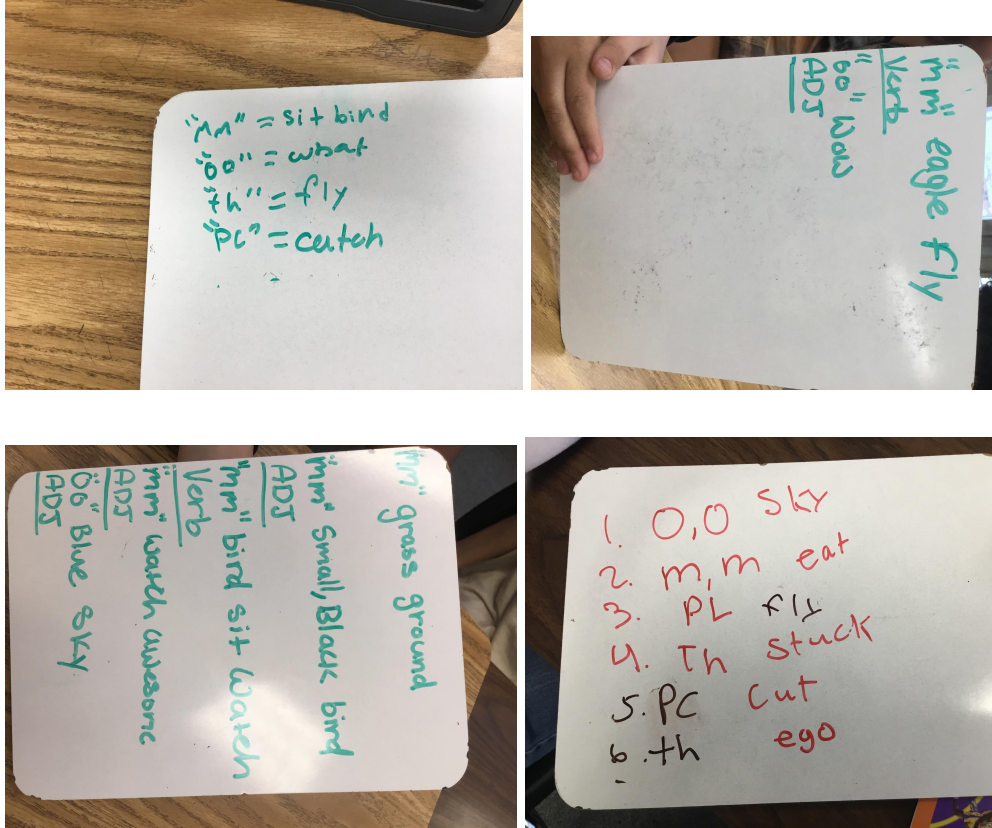 "Mm" = sit bind
"oo" = what
"th" = fly
"PC" = catch
"mm" eagle fly
Verb
"oo" Wow
ADJ
"mm" grass ground
"mm" Small, Black bird
ADJ
"mm" bird sit watch
Verb
"mm" watch awesome
ADJ
"Oo" Blue sky
ADJ
1. O,O Sky
2. m,m eat
3. PL fly
4. Th stuck
5. PC cut
6. th ego